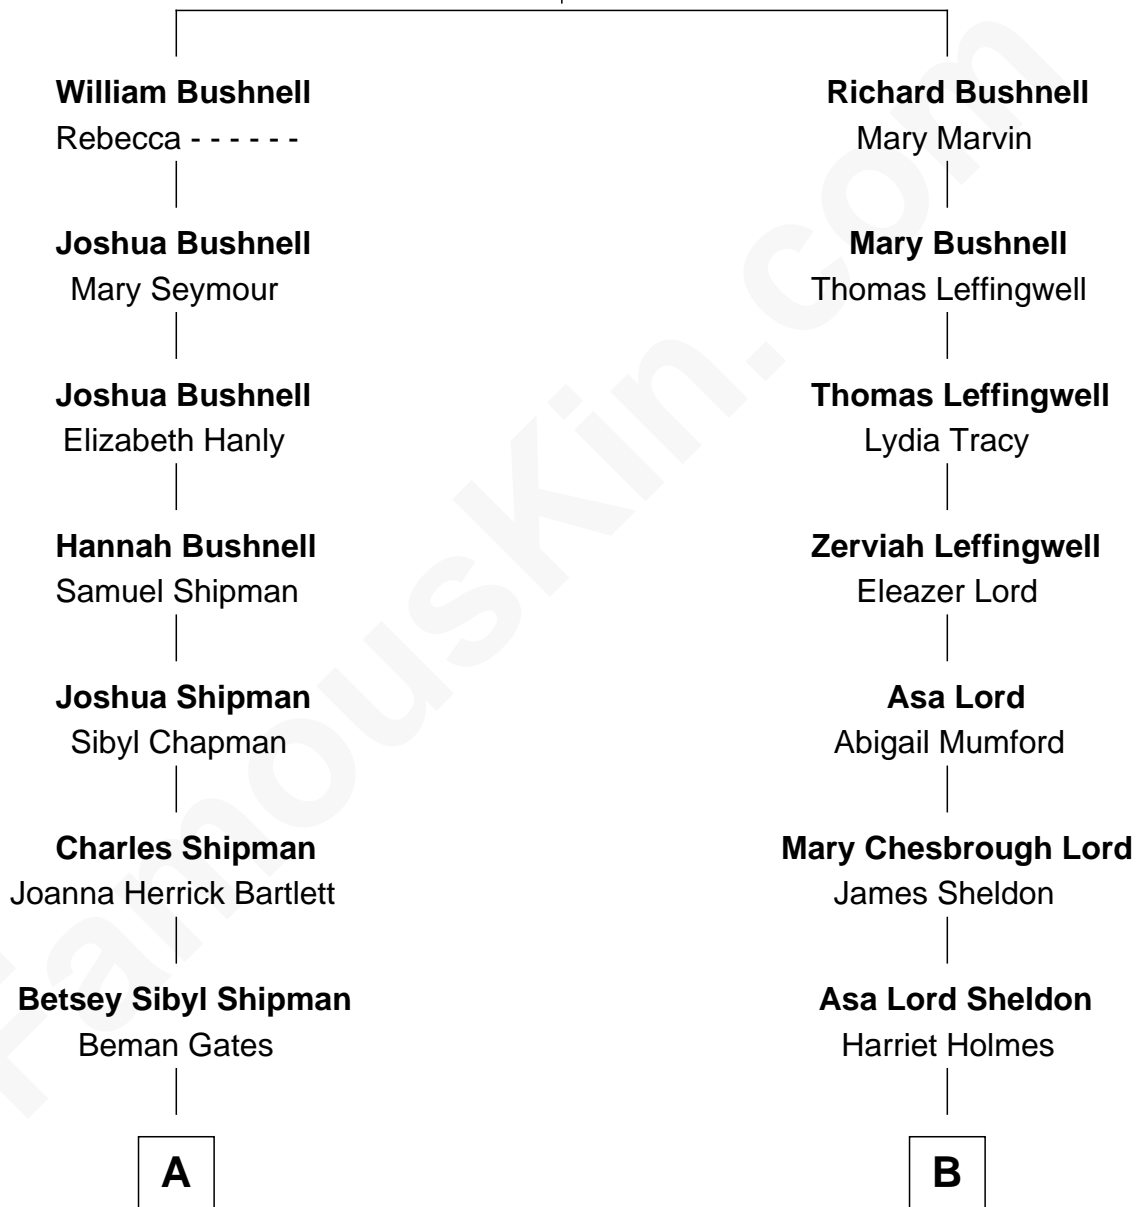 William Bushnell
Rebecca - - - - - -
Joshua Bushnell
Mary Seymour
Joshua Bushnell
Elizabeth Hanly
Hannah Bushnell
Samuel Shipman
Joshua Shipman
Sibyl Chapman
Charles Shipman
Joanna Herrick Bartlett
Betsey Sibyl Shipman
Beman Gates
A
Richard Bushnell
Mary Marvin
Mary Bushnell
Thomas Leffingwell
Thomas Leffingwell
Lydia Tracy
Zerviah Leffingwell
Eleazer Lord
Asa Lord
Abigail Mumford
Mary Chesbrough Lord
James Sheldon
Asa Lord Sheldon
Harriet Holmes
B
FamousKin.com